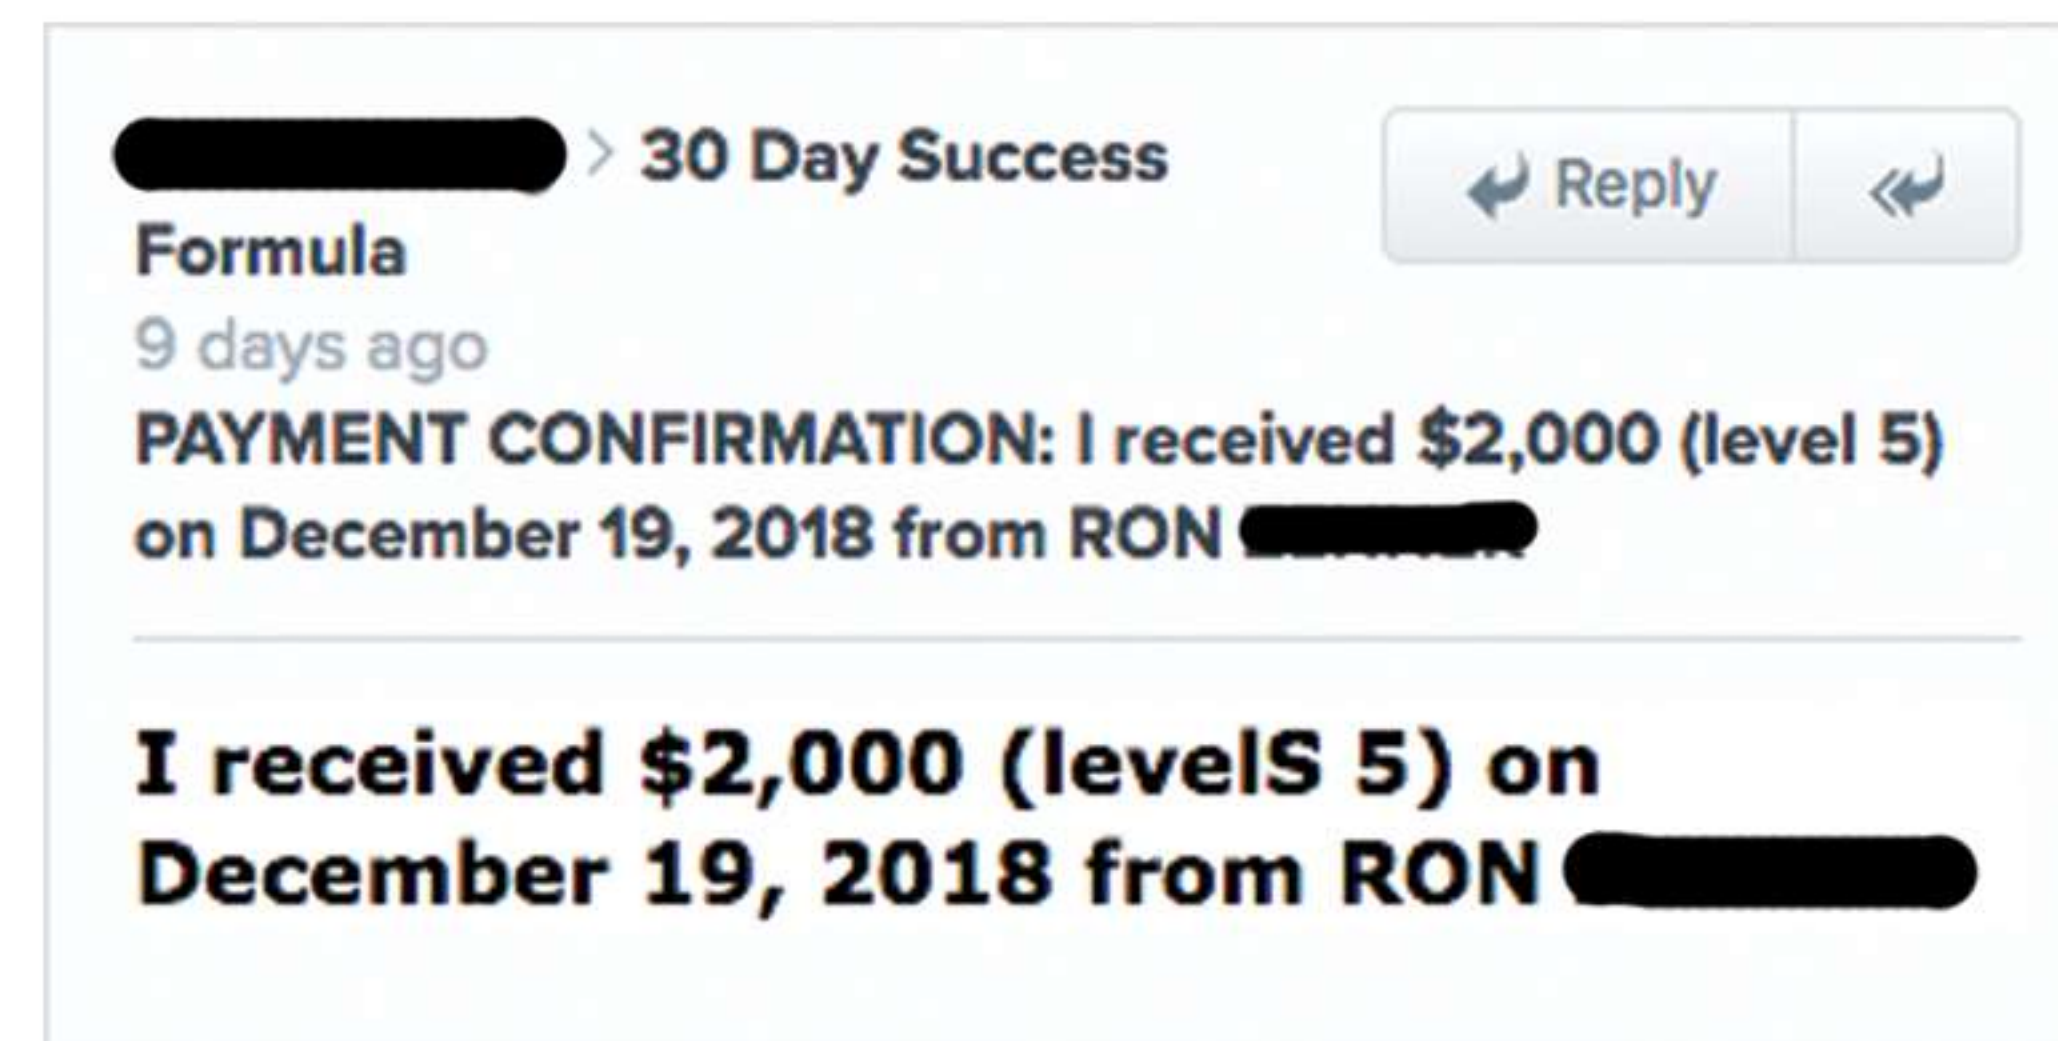 > 30 Day Success
Formula
Reply
9 days ago
PAYMENT CONFIRMATION: I received $2,000 (level 5)
on December 19, 2018 from RON
I received $2,000 (levelS 5) on
December 19, 2018 from RON